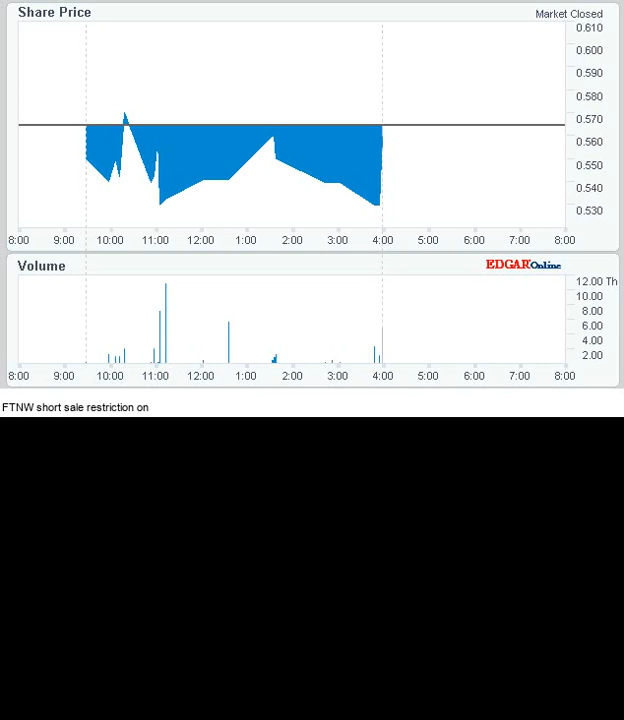 Share Price
Market Closed
0.610
0.600
0.590
0.580
0.570
0.560
0.550
0.540
0.530
8:00 9:00 10:00 11:00 12:00 1:00 2:00 3:00 4:00 5:00 6:00 7:00 8:00
Volume
EDGAR Online
12.00 Th
10.00
8.00
6.00
4.00
2.00
8:00 9:00 10:00 11:00 12:00 1:00 2:00 3:00 4:00 5:00 6:00 7:00 8:00
FTNW short sale restriction on